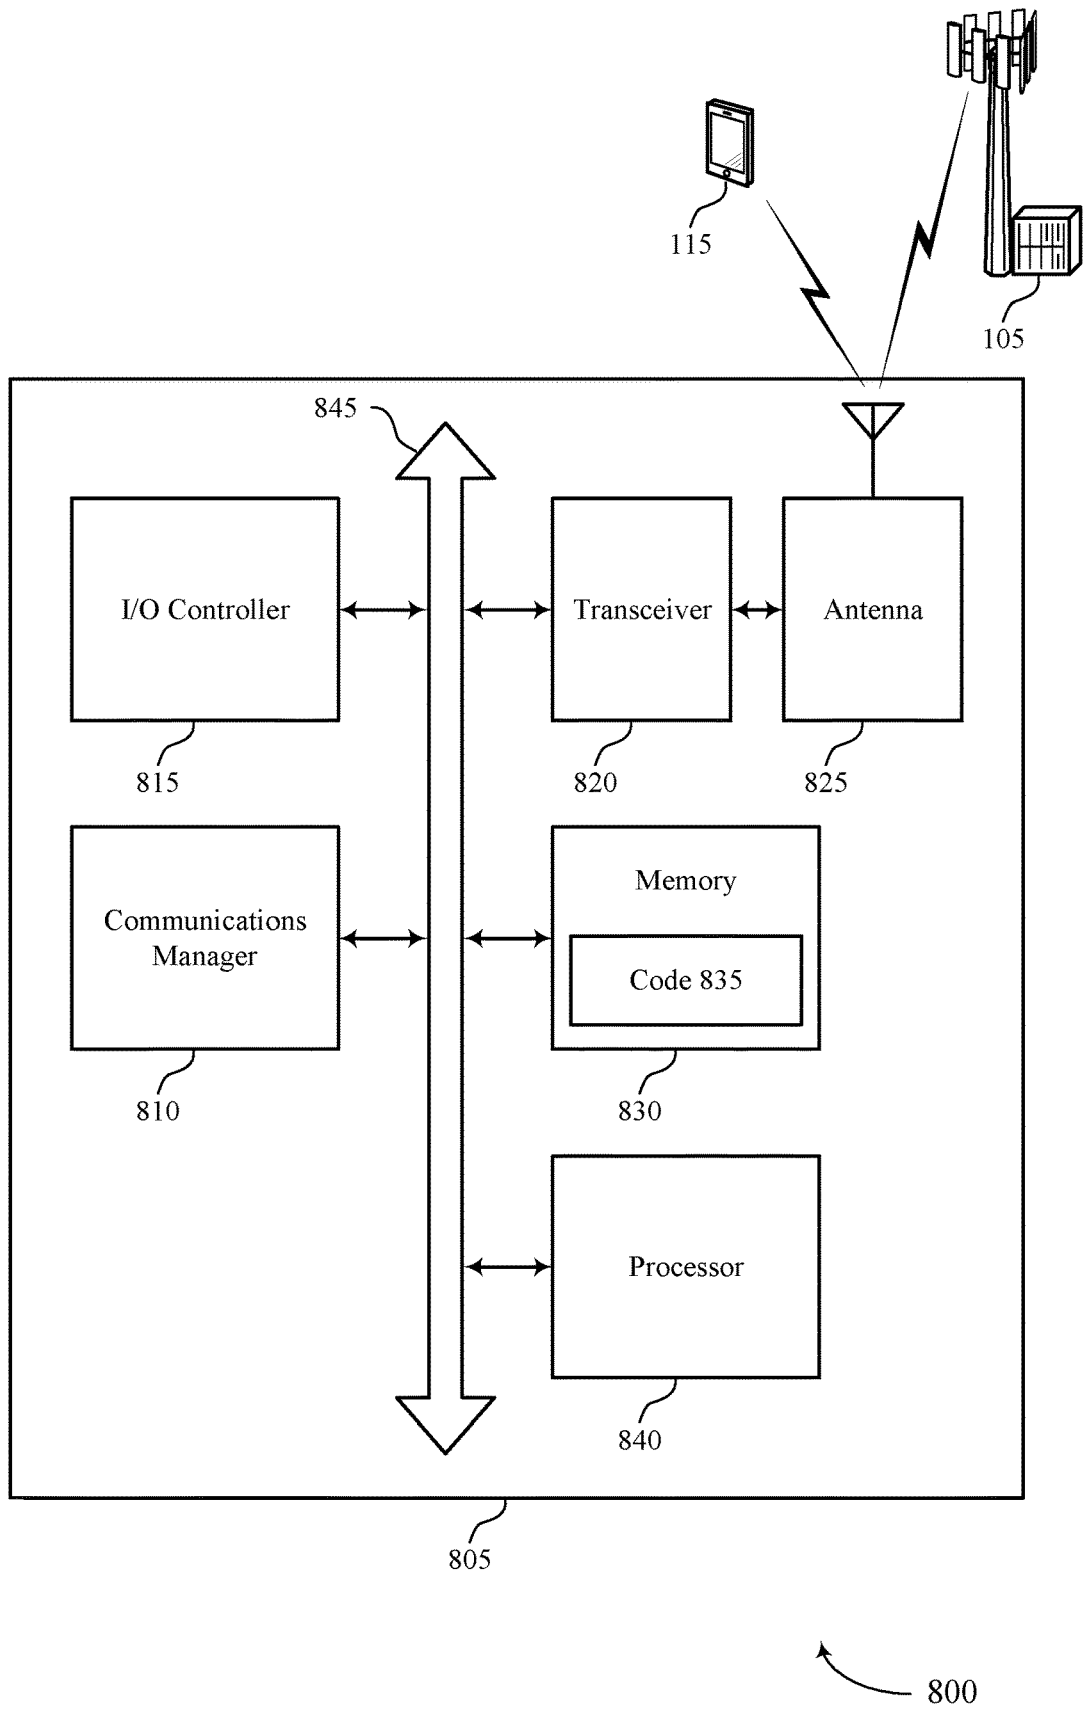 115
105
845
I/O Controller
Transceiver
Antenna
815
820
825
Communications
Manager
Memory
Code 835
810
830
Processor
840
805
800